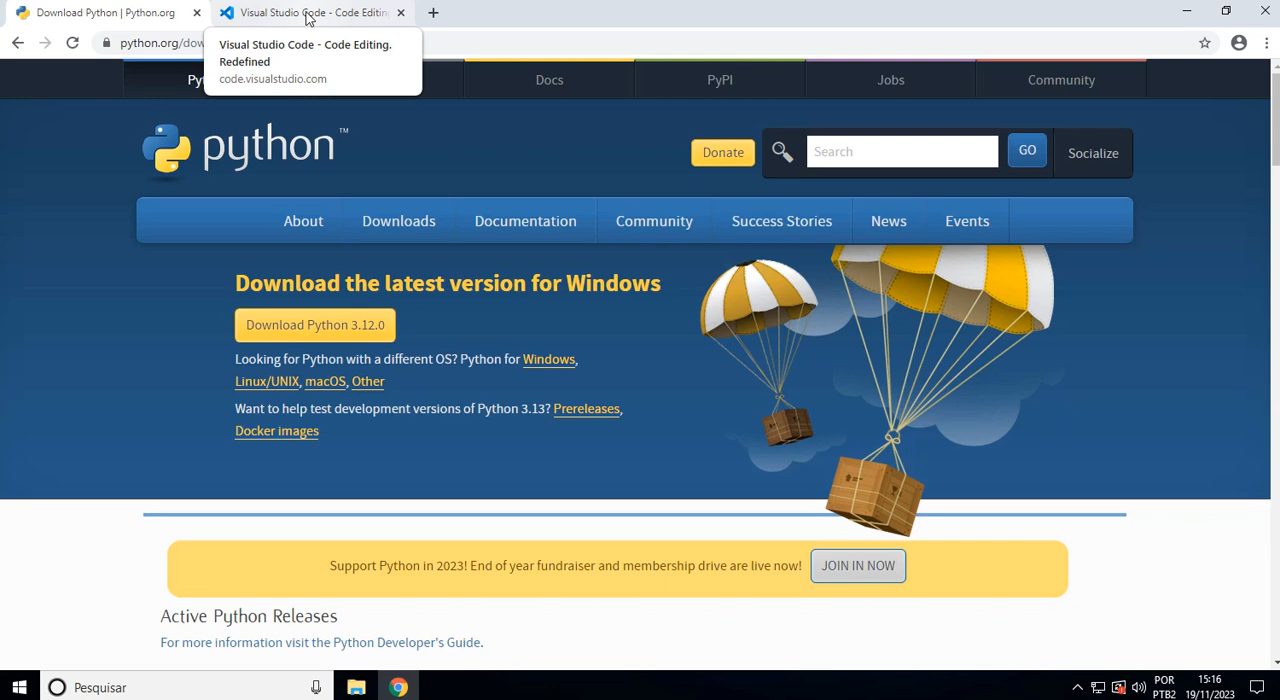 Download Python | Python.org
Visual Studio Code - Code Editin
python.org/dow
Visual Studio Code - Code Editing.
Redefined
code.visualstudio.com
Py
Docs
PyPI
Jobs
Community
python™
Donate
Search
GO
Socialize
About
Downloads
Documentation
Community
Success Stories
News
Events
Download the latest version for Windows
Download Python 3.12.0
Looking for Python with a different OS? Python for Windows,
Linux/UNIX, macOS, Other
Want to help test development versions of Python 3.13? Prereleases,
Docker images
Support Python in 2023! End of year fundraiser and membership drive are live now!
JOIN IN NOW
Active Python Releases
For more information visit the Python Developer's Guide.
Pesquisar
POR
PTB2
15:16
19/11/2023